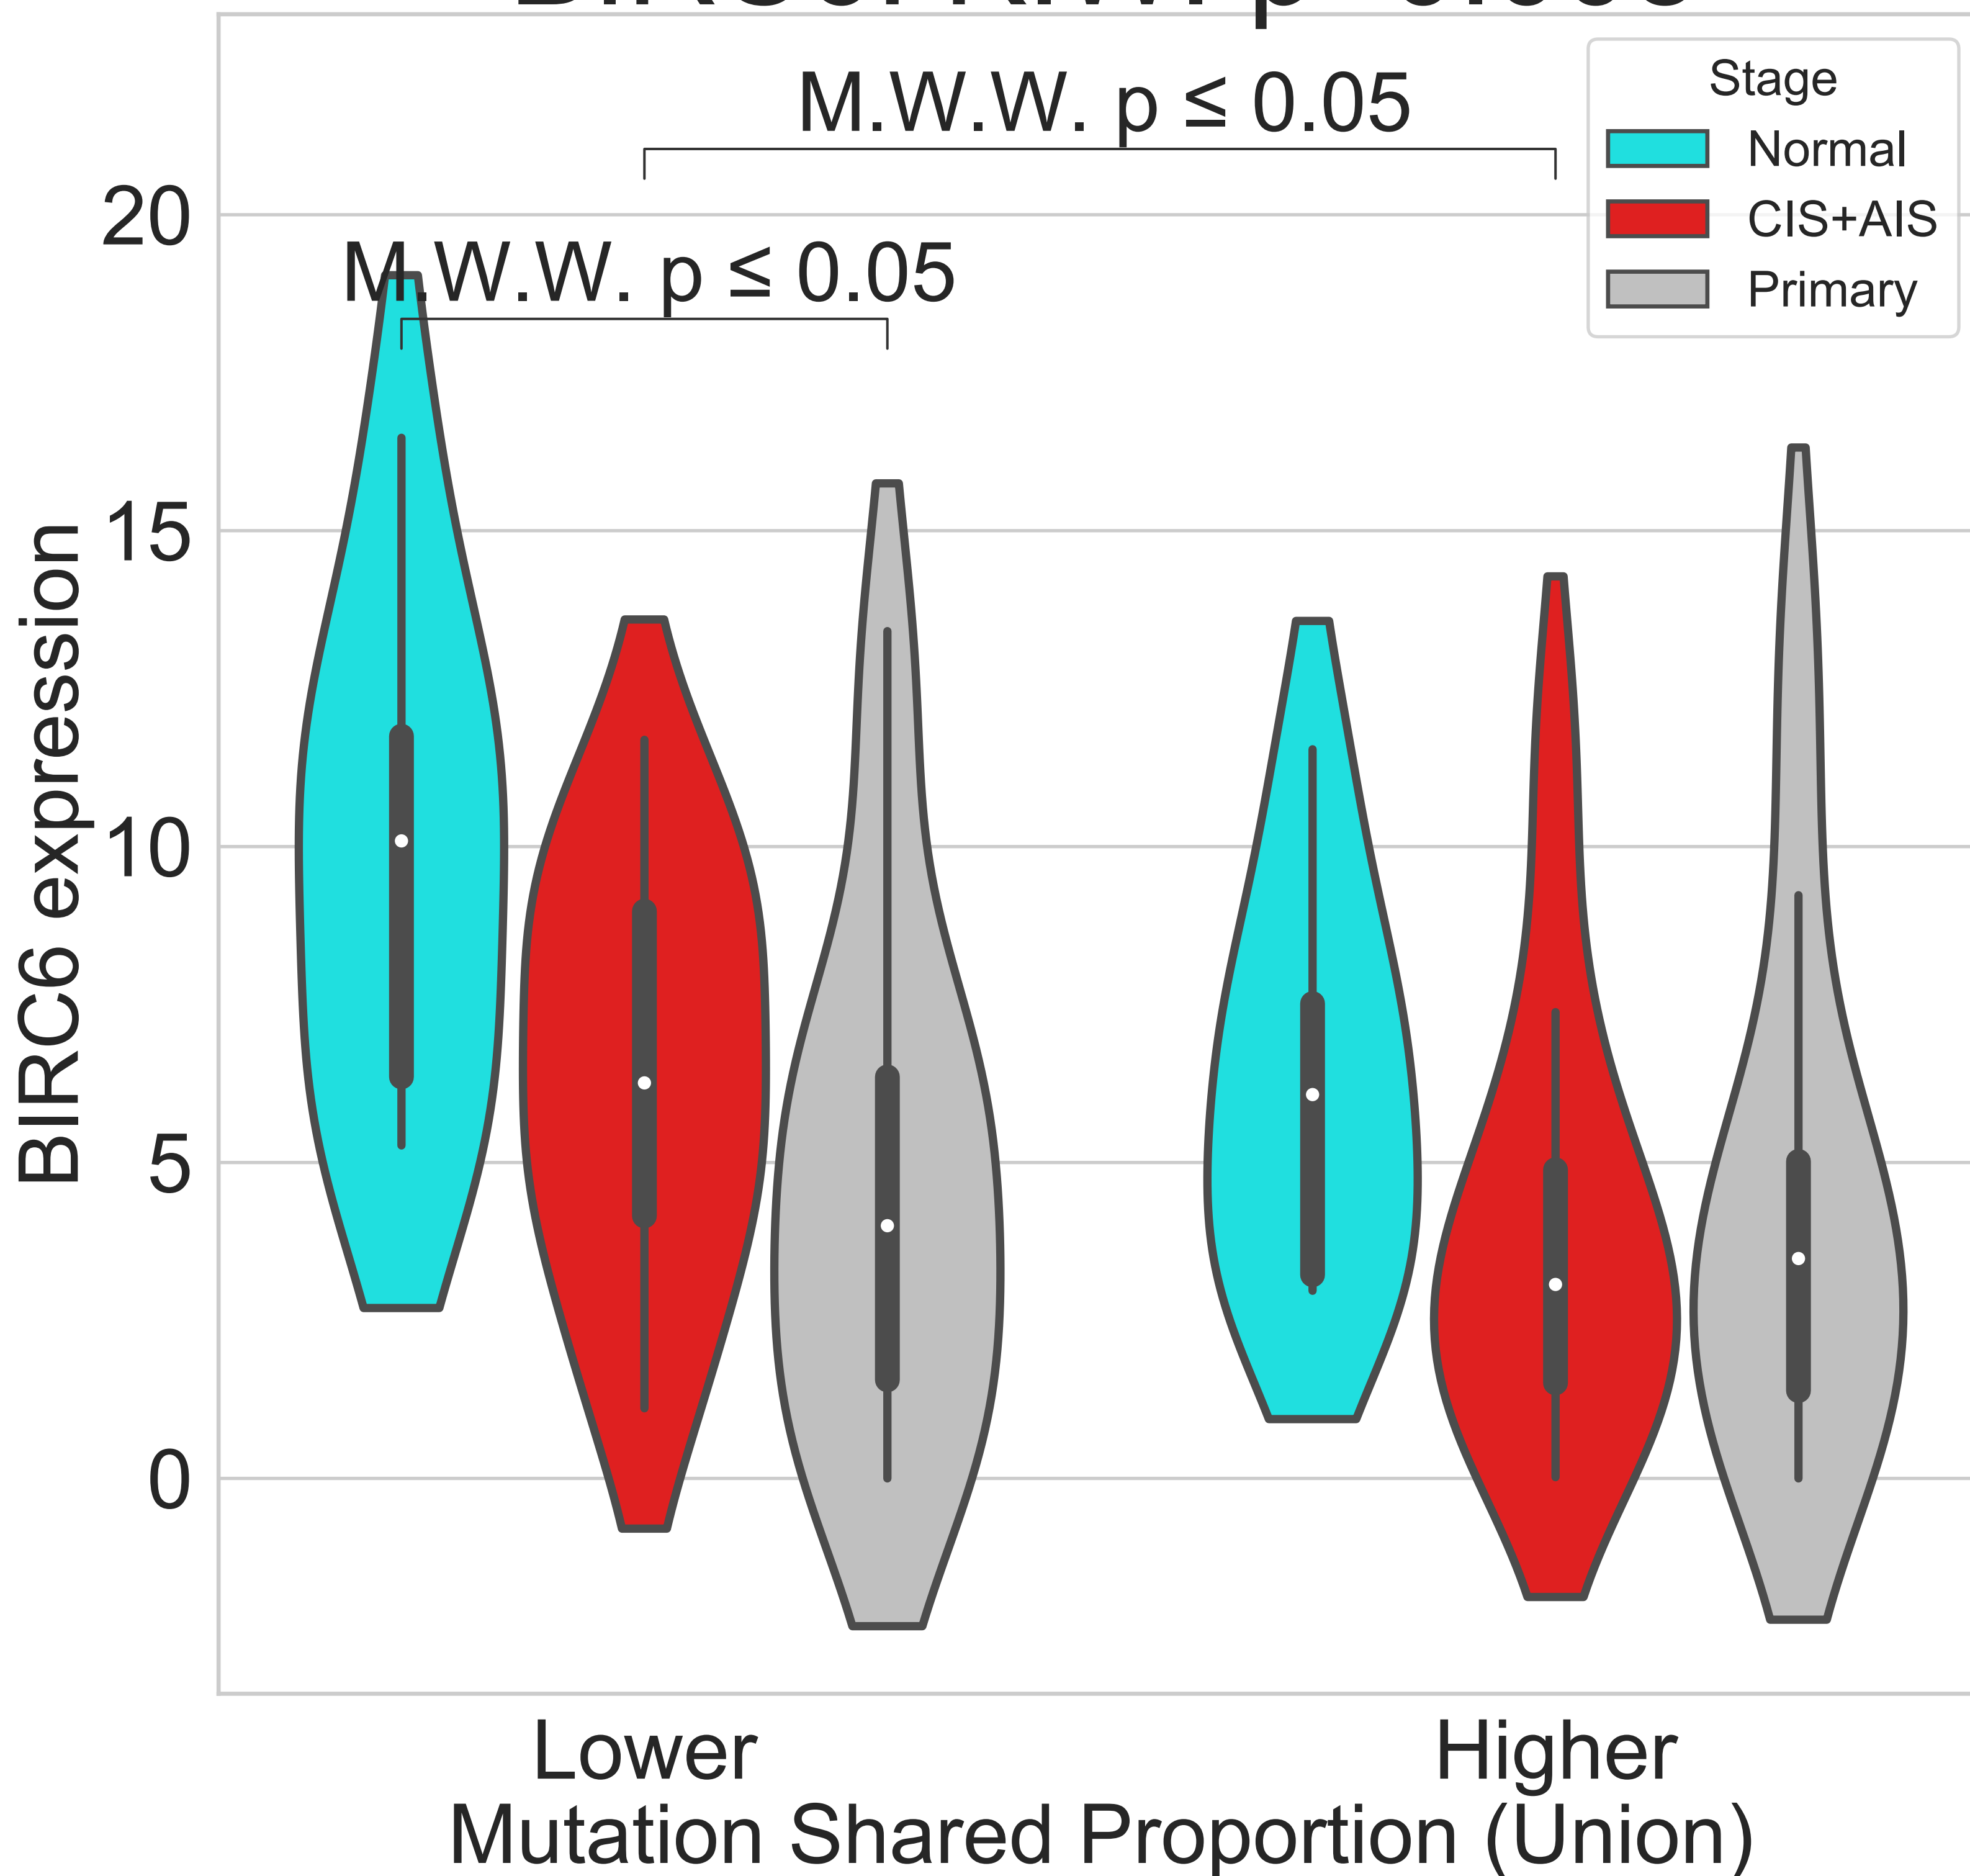 M.W.W. p ≤ 0.05
Stage
Normal
CIS+AIS
Primary
M.W.W. p ≤ 0.05
20
15
10
5
0
BIRC6 expression
Lower
Higher
Mutation Shared Proportion (Union)